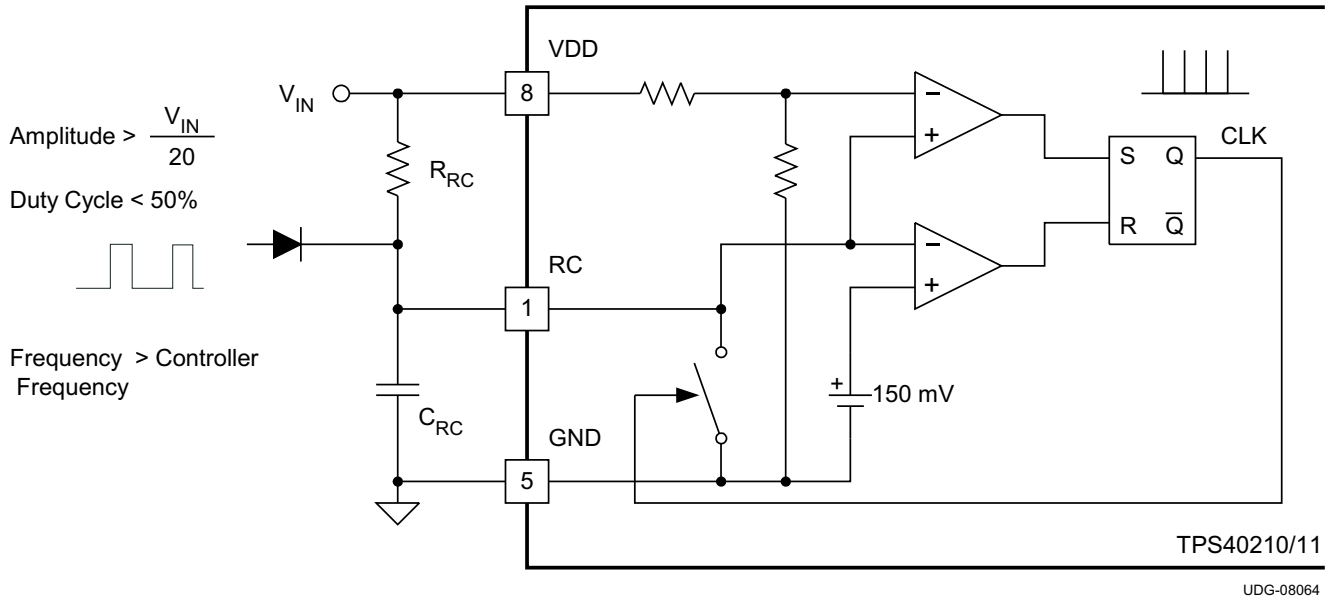 VDD
V_IN
8
Amplitude > V_IN / 20
R_RC
Duty Cycle < 50%
−
+
S Q
R Q̅
CLK
RC
1
−
+
Frequency > Controller
Frequency
C_RC
+
150 mV
GND
5
TPS40210/11
UDG-08064